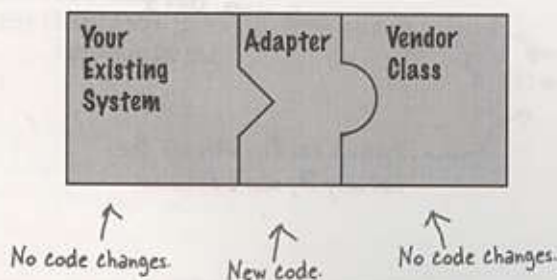 Your
Existing
System
Adapter
Vendor
Class
No code changes.
New code.
No code changes.